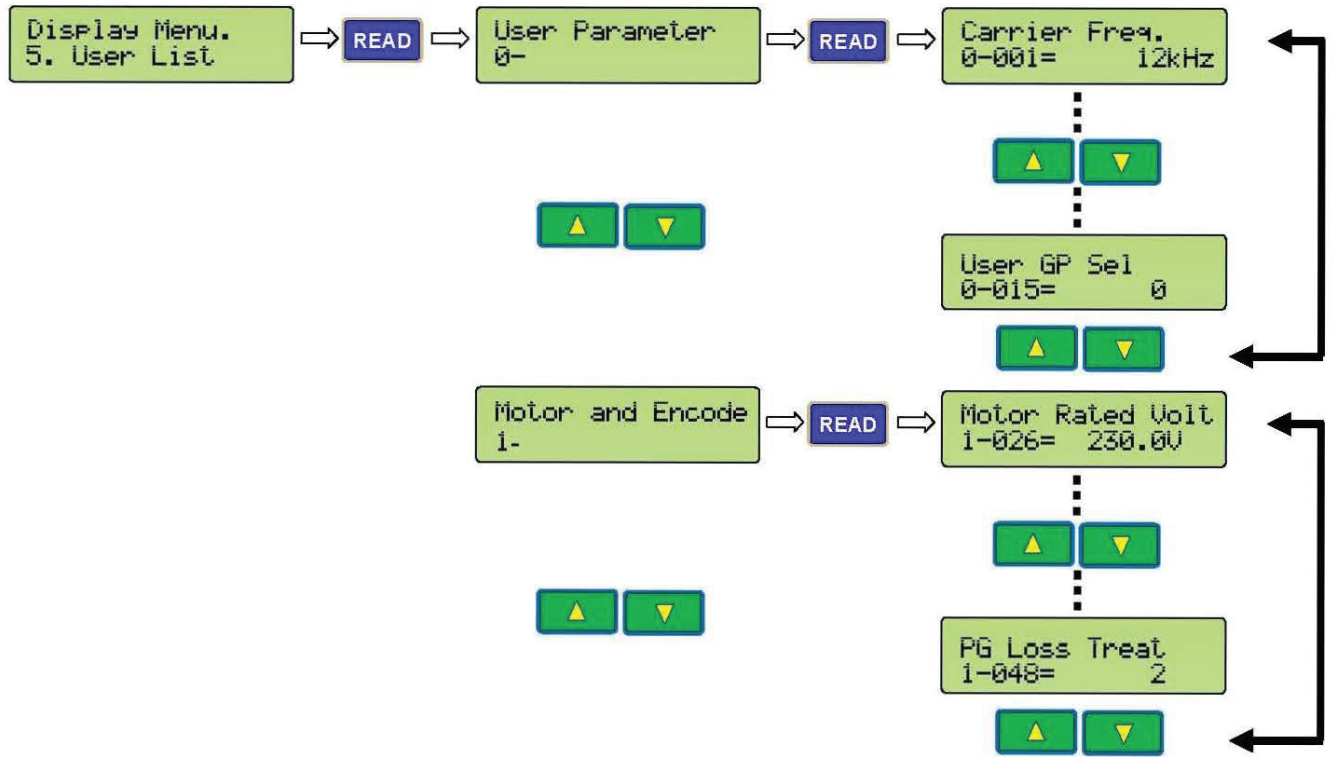 Display Menu.
5. User List
READ
User Parameter
0-
READ
Carrier Freq.
0-001= 12kHz
User GP Sel
0-015= 0
Motor and Encode
1-
READ
Motor Rated Volt
1-026= 230.0V
PG Loss Treat
1-048= 2